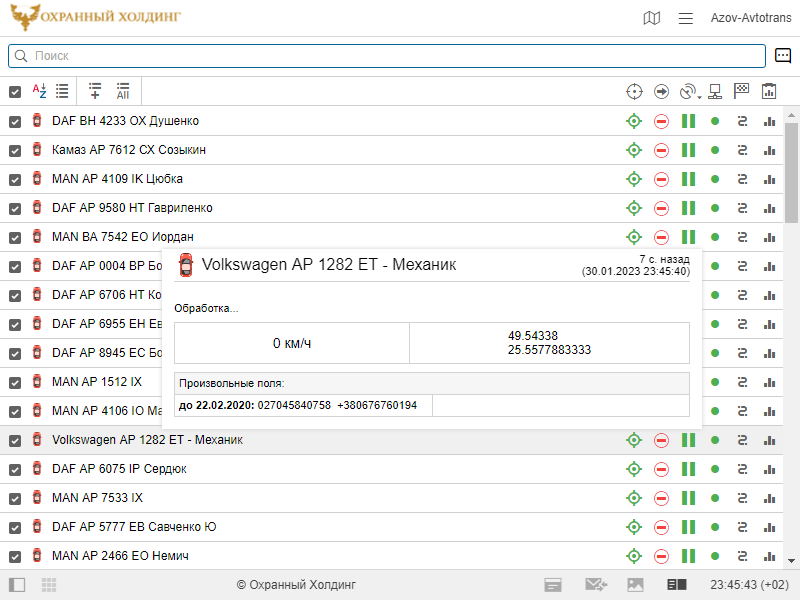 ОХРАННЫЙ ХОЛДИНГ
Azov-Avtotrans
Поиск
AZ
All
DAF BH 4233 OX Душенко
Камаз AP 7612 CX Созыкин
MAN AP 4109 IK Цюбка
DAF AP 9580 HT Гавриленко
MAN BA 7542 EO Иордан
DAF AP 0004 BP Бо
DAF AP 6706 HT Ко
DAF AP 6955 EH Ев
DAF AP 8945 EC Бо
MAN AP 1512 IX
MAN AP 4106 IO Ма
Volkswagen AP 1282 ET - Механик
7 с. назад
(30.01.2023 23:45:40)
Обработка...
0 км/ч
49.54338
25.5577883333
Произвольные поля:
до 22.02.2020: 027045840758 +380676760194
Volkswagen AP 1282 ET - Механик
DAF AP 6075 IP Сердюк
MAN AP 7533 IX
DAF AP 5777 EB Савченко Ю
MAN AP 2466 EO Немич
© Охранный Холдинг
23:45:43 (+02)